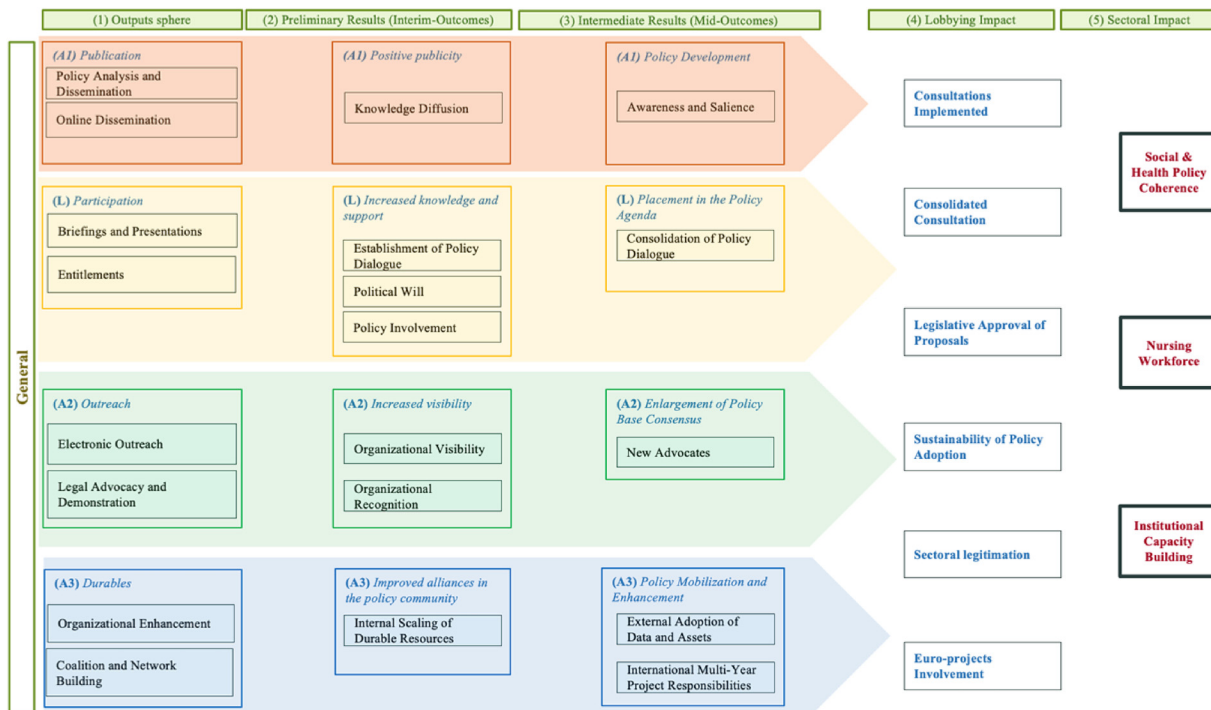 (1) Outputs sphere
(2) Preliminary Results (Interim-Outcomes)
(3) Intermediate Results (Mid-Outcomes)
(4) Lobbying Impact
(5) Sectoral Impact
General
(A1) Publication
Policy Analysis and
Dissemination
Online Dissemination
(A1) Positive publicity
Knowledge Diffusion
(A1) Policy Development
Awareness and Salience
(L) Participation
Briefings and Presentations
Entitlements
(L) Increased knowledge and
support
Establishment of Policy
Dialogue
Political Will
Policy Involvement
(L) Placement in the Policy
Agenda
Consolidation of Policy
Dialogue
(A2) Outreach
Electronic Outreach
Legal Advocacy and
Demonstration
(A2) Increased visibility
Organizational Visibility
Organizational
Recognition
(A2) Enlargement of Policy
Base Consensus
New Advocates
(A3) Durables
Organizational Enhancement
Coalition and Network
Building
(A3) Improved alliances in
the policy community
Internal Scaling of
Durable Resources
(A3) Policy Mobilization and
Enhancement
External Adoption of
Data and Assets
International Multi-Year
Project Responsibilities
Consultations
Implemented
Consolidated
Consultation
Legislative Approval of
Proposals
Sustainability of Policy
Adoption
Sectoral legitimation
Euro-projects
Involvement
Social &
Health Policy
Coherence
Nursing
Workforce
Institutional
Capacity
Building